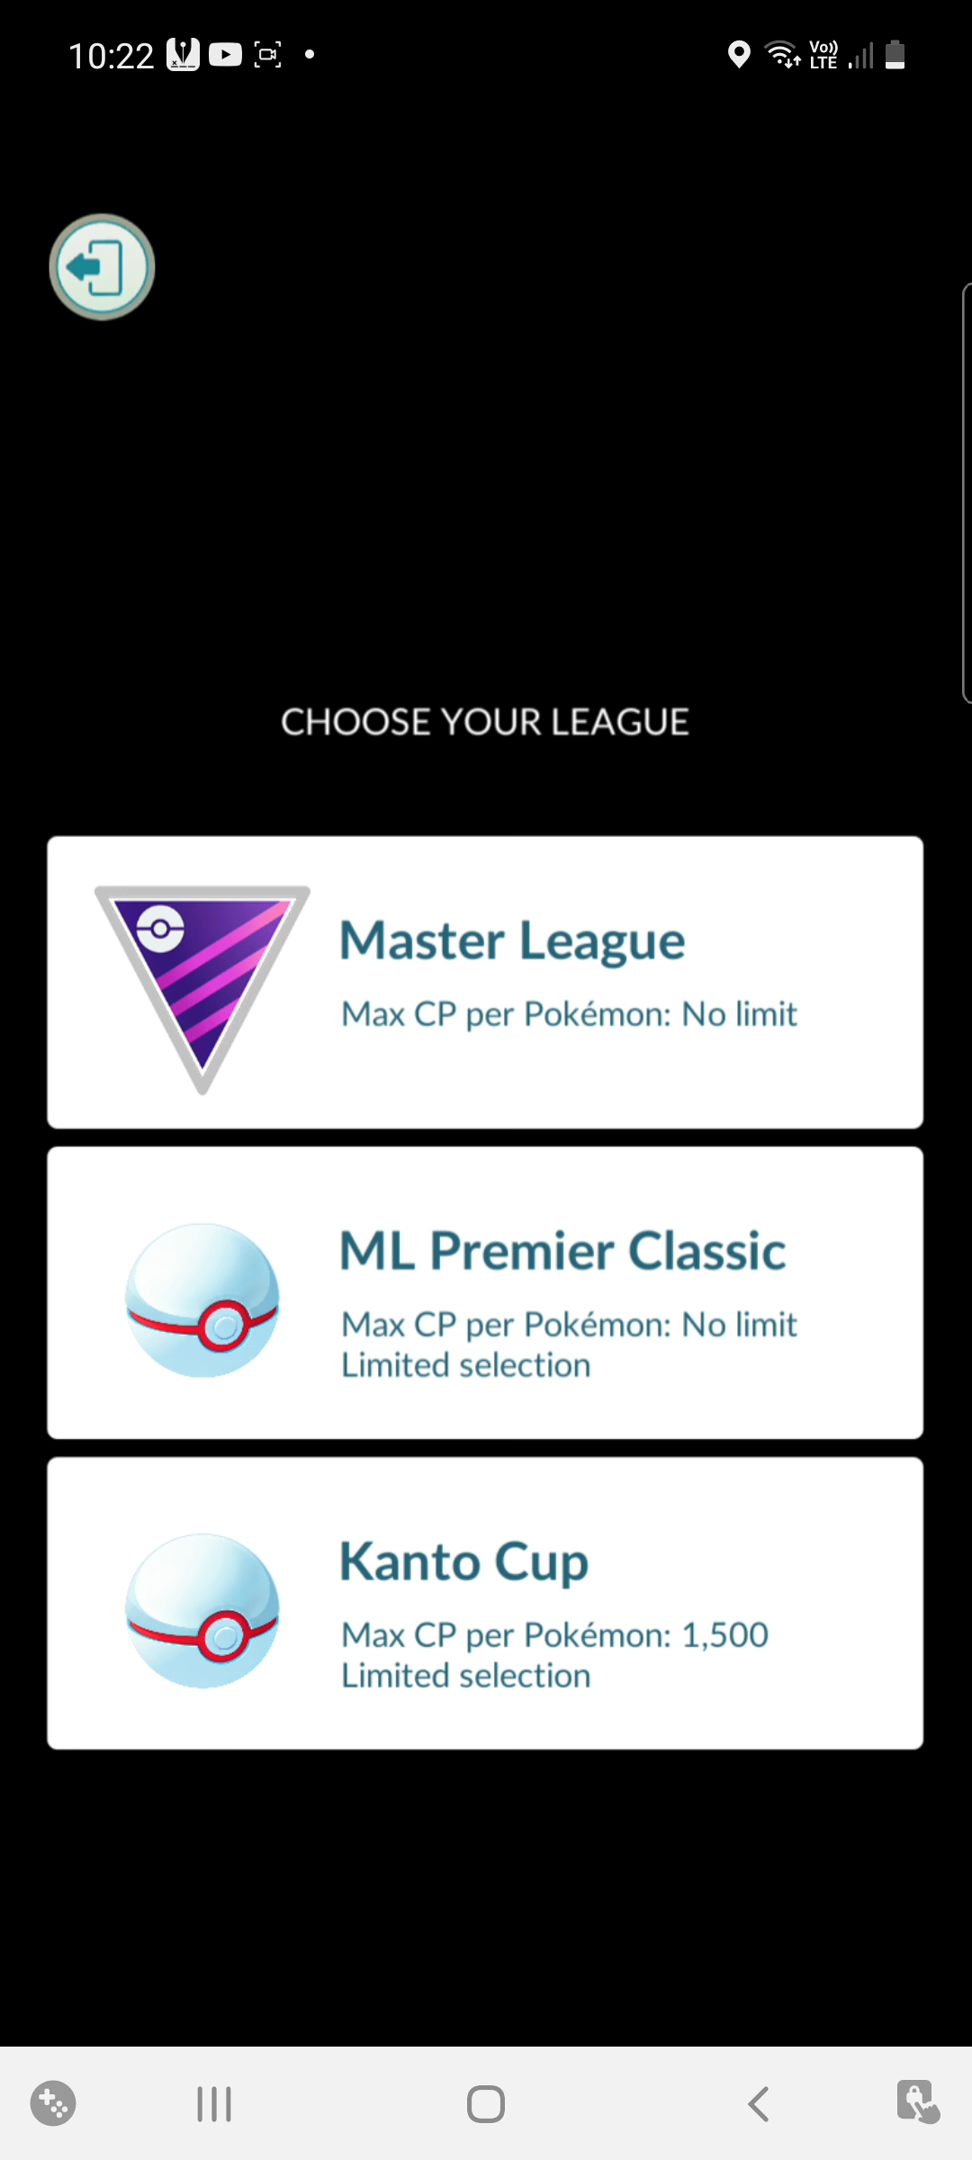 10:22
Vo))
LTE
CHOOSE YOUR LEAGUE
Master League
Max CP per Pokémon: No limit
ML Premier Classic
Max CP per Pokémon: No limit
Limited selection
Kanto Cup
Max CP per Pokémon: 1,500
Limited selection